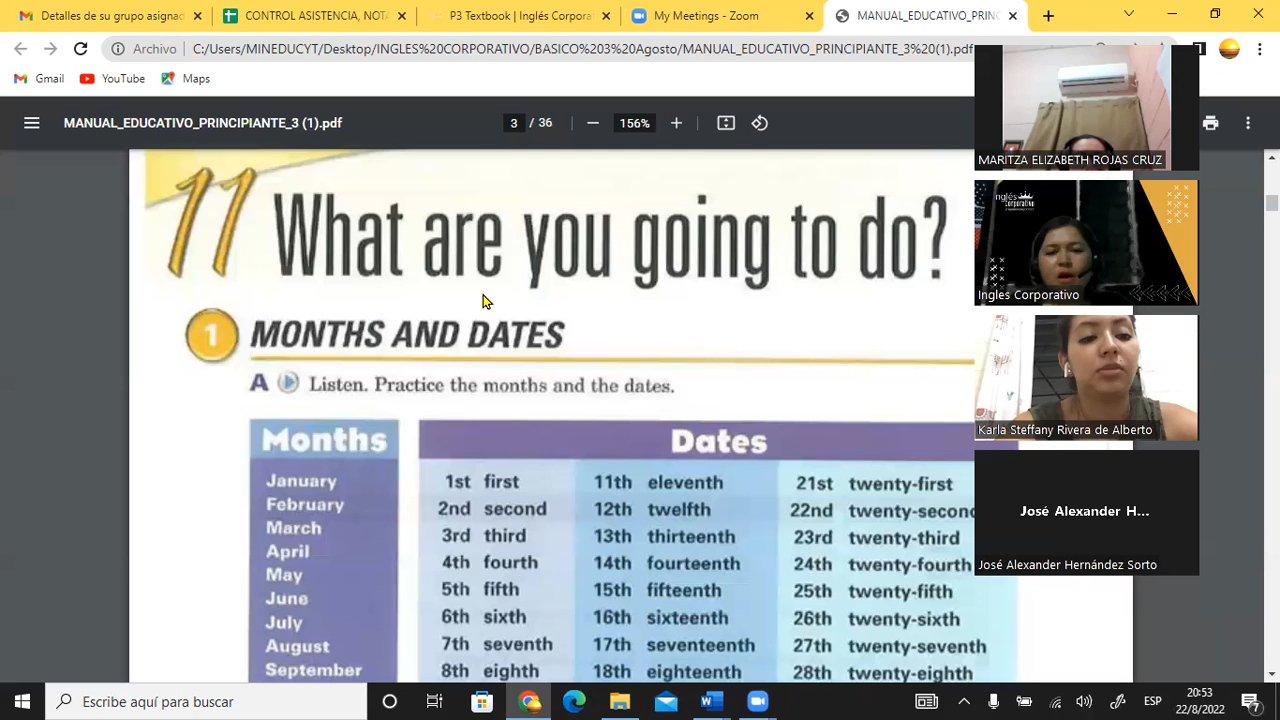 Detalles de su grupo asignad
CONTROL ASISTENCIA, NOTA
P3 Textbook | Inglés Corporat
My Meetings - Zoom
MANUAL_EDUCATIVO_PRINC
Archivo
C:/Users/MINEDUCYT/Desktop/INGLES%20CORPORATIVO/BASICO%203%20Agosto/MANUAL_EDUCATIVO_PRINCIPIANTE_3%20(1).pdf
Gmail
YouTube
Maps
MANUAL_EDUCATIVO_PRINCIPIANTE_3 (1).pdf
3 / 36
156%
MARITZA ELIZABETH ROJAS CRUZ
Inglés
Corporativo
Ingles Corporativo
Karla Steffany Rivera de Alberto
José Alexander H...
José Alexander Hernández Sorto
11 What are you going to do?
1 MONTHS AND DATES
A Listen. Practice the months and the dates.
Months
January
February
March
April
May
June
July
August
September
Dates
1st first
2nd second
3rd third
4th fourth
5th fifth
6th sixth
7th seventh
8th eighth
11th eleventh
12th twelfth
13th thirteenth
14th fourteenth
15th fifteenth
16th sixteenth
17th seventeenth
18th eighteenth
21st twenty-first
22nd twenty-secon
23rd twenty-third
24th twenty-fourth
25th twenty-fifth
26th twenty-sixth
27th twenty-seventh
28th twenty-eighth
Escribe aquí para buscar
ESP
20:53
22/8/2022
7